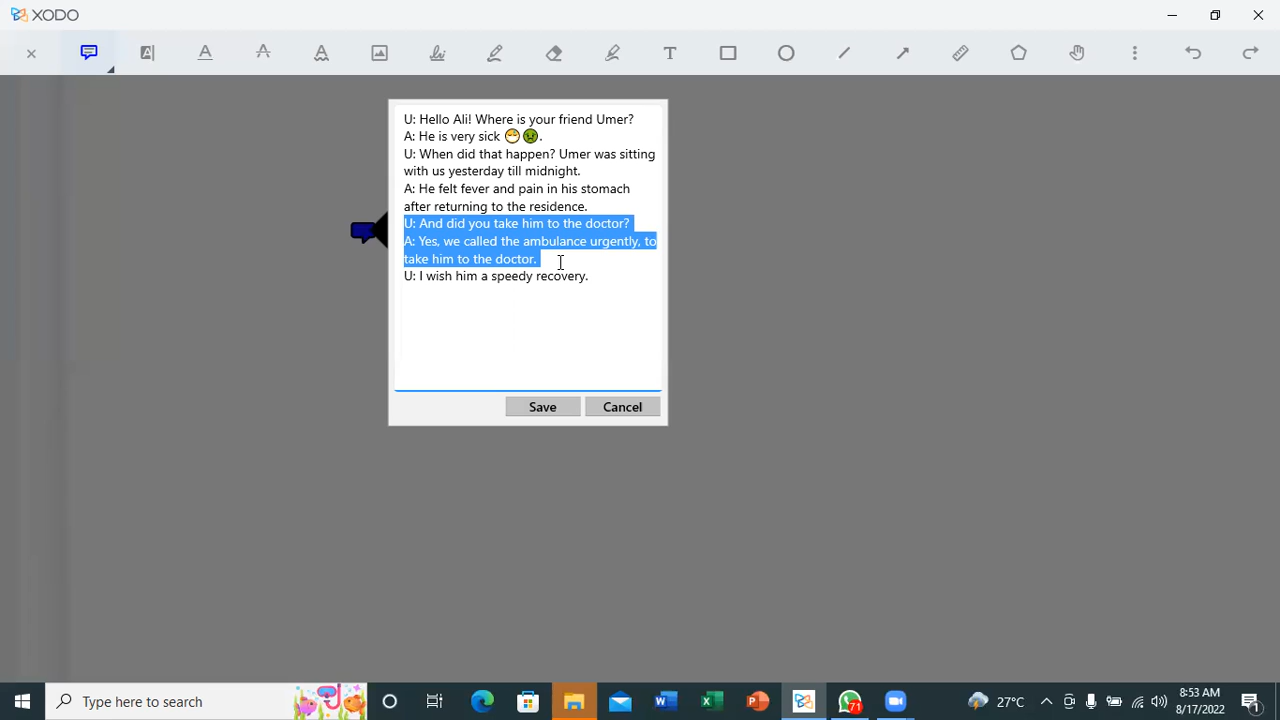 XODO
U: Hello Ali! Where is your friend Umer?
A: He is very sick 😷🤢.
U: When did that happen? Umer was sitting
with us yesterday till midnight.
A: He felt fever and pain in his stomach
after returning to the residence.
U: And did you take him to the doctor?
A: Yes, we called the ambulance urgently, to
take him to the doctor.
U: I wish him a speedy recovery.
Save
Cancel
Type here to search
71
27°C
8:53 AM
8/17/2022
1